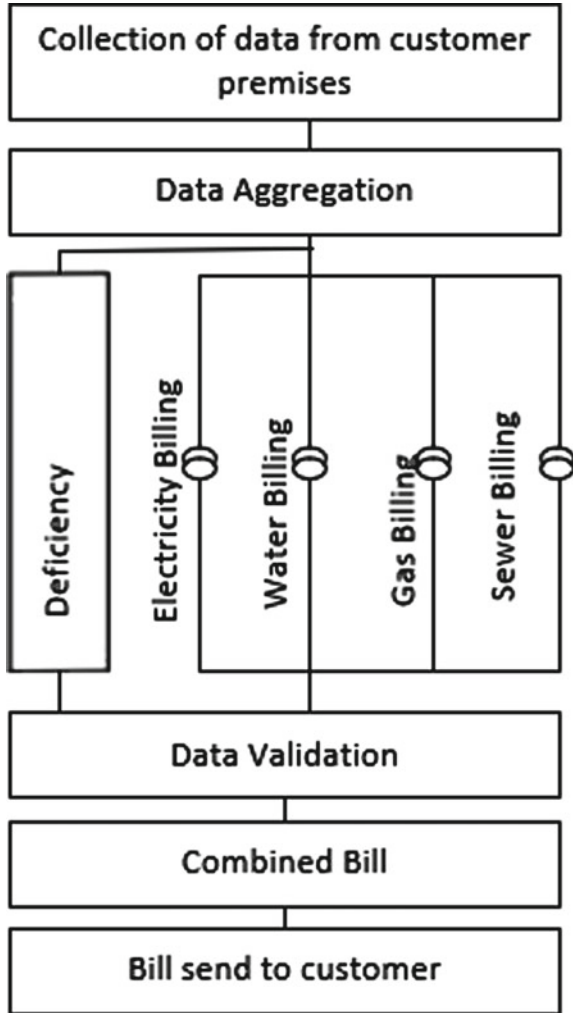 Collection of data from customer
premises
Data Aggregation
Deficiency
Electricity Billing
Water Billing
Gas Billing
Sewer Billing
Data Validation
Combined Bill
Bill send to customer